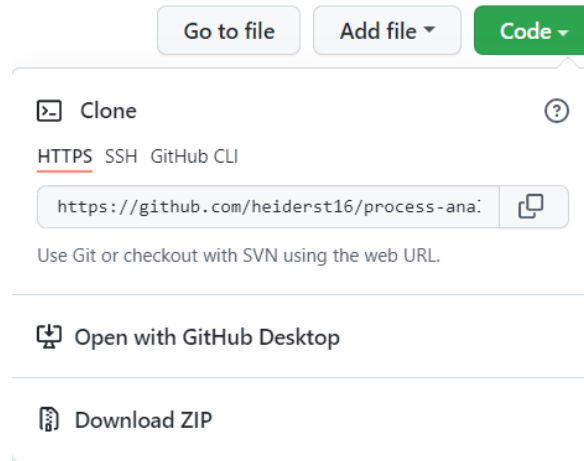 Go to file Add file Code
Clone
HTTPS SSH GitHub CLI
https://github.com/heiderst16/process-ana
Use Git or checkout with SVN using the web URL.
Open with GitHub Desktop
Download ZIP